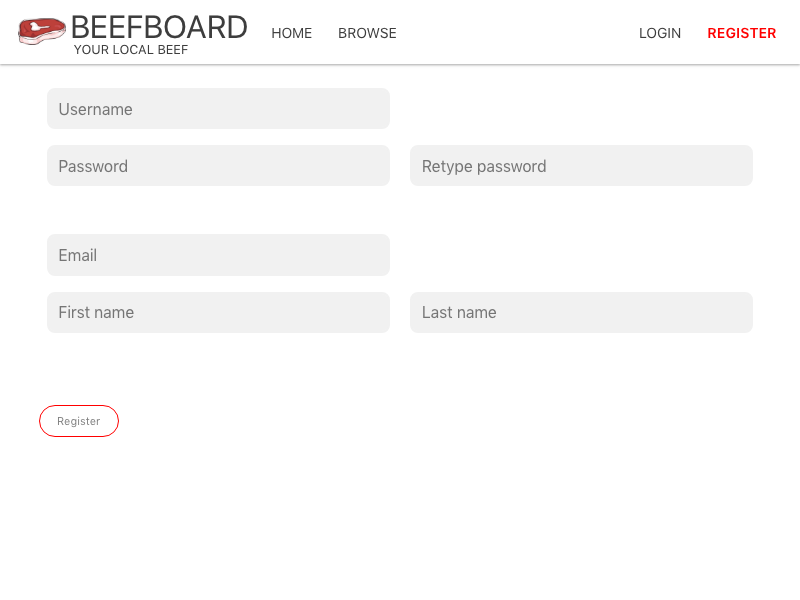 BEEFBOARD
YOUR LOCAL BEEF
HOME BROWSE LOGIN REGISTER
Username
Password Retype password
Email
First name Last name
Register